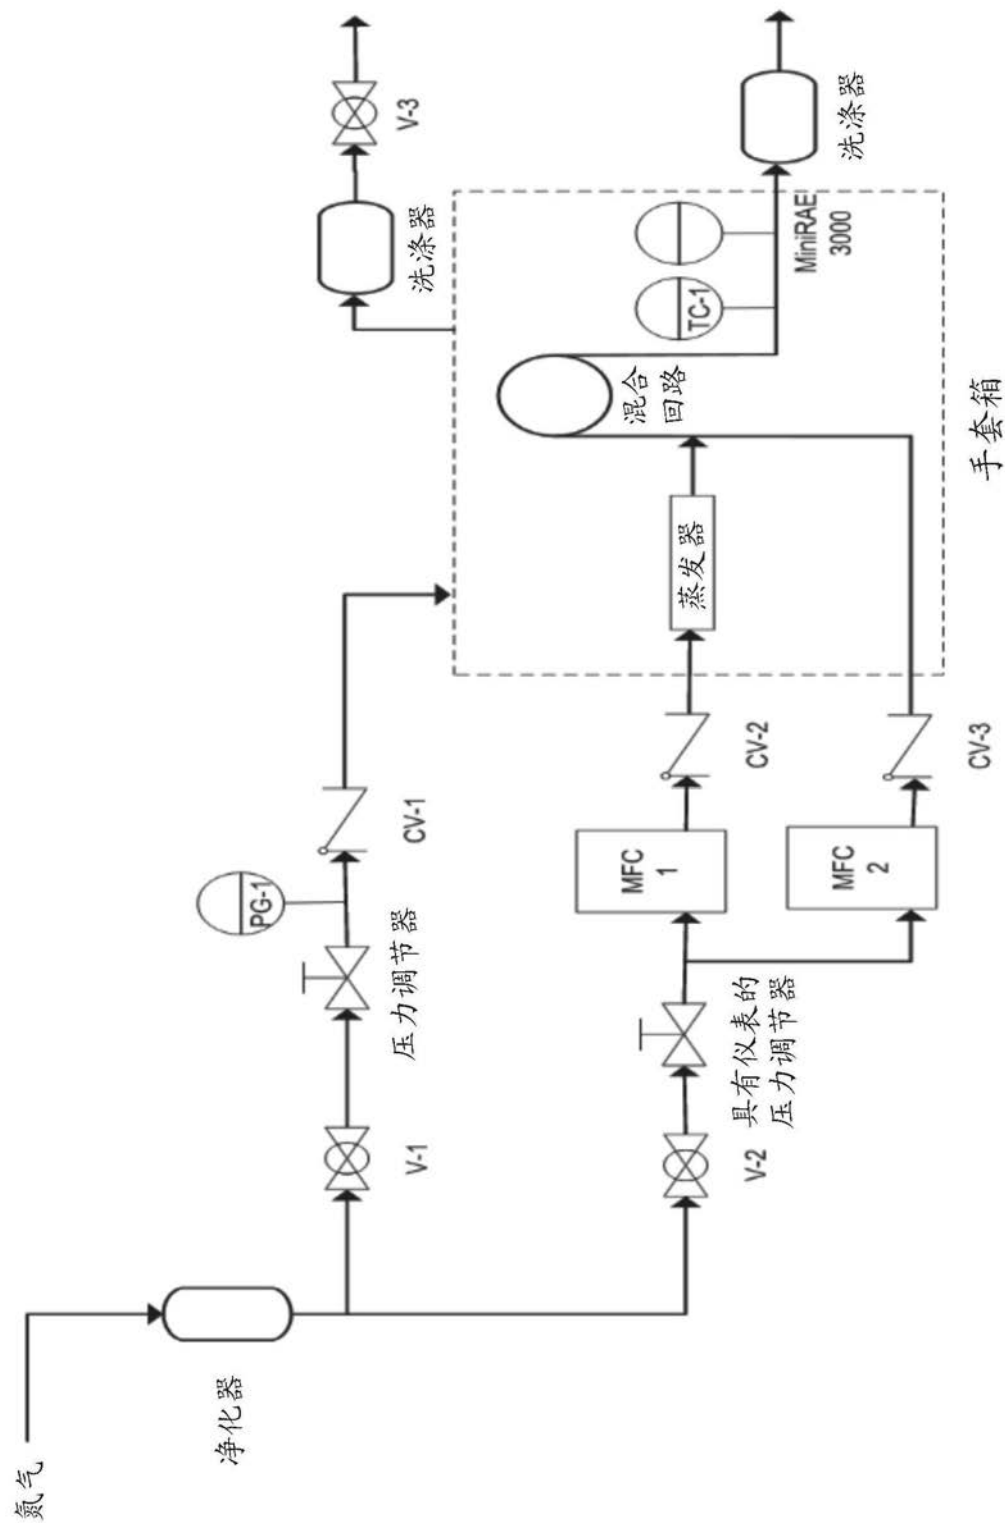 氮气
净化器
V-1
压力调节器
PG-1
CV-1
洗涤器
V-3
V-2
具有仪表的
压力调节器
MFC
1
MFC
2
CV-2
CV-3
蒸发器
混合
回路
TC-1
MiniRAE
3000
洗涤器
手套箱